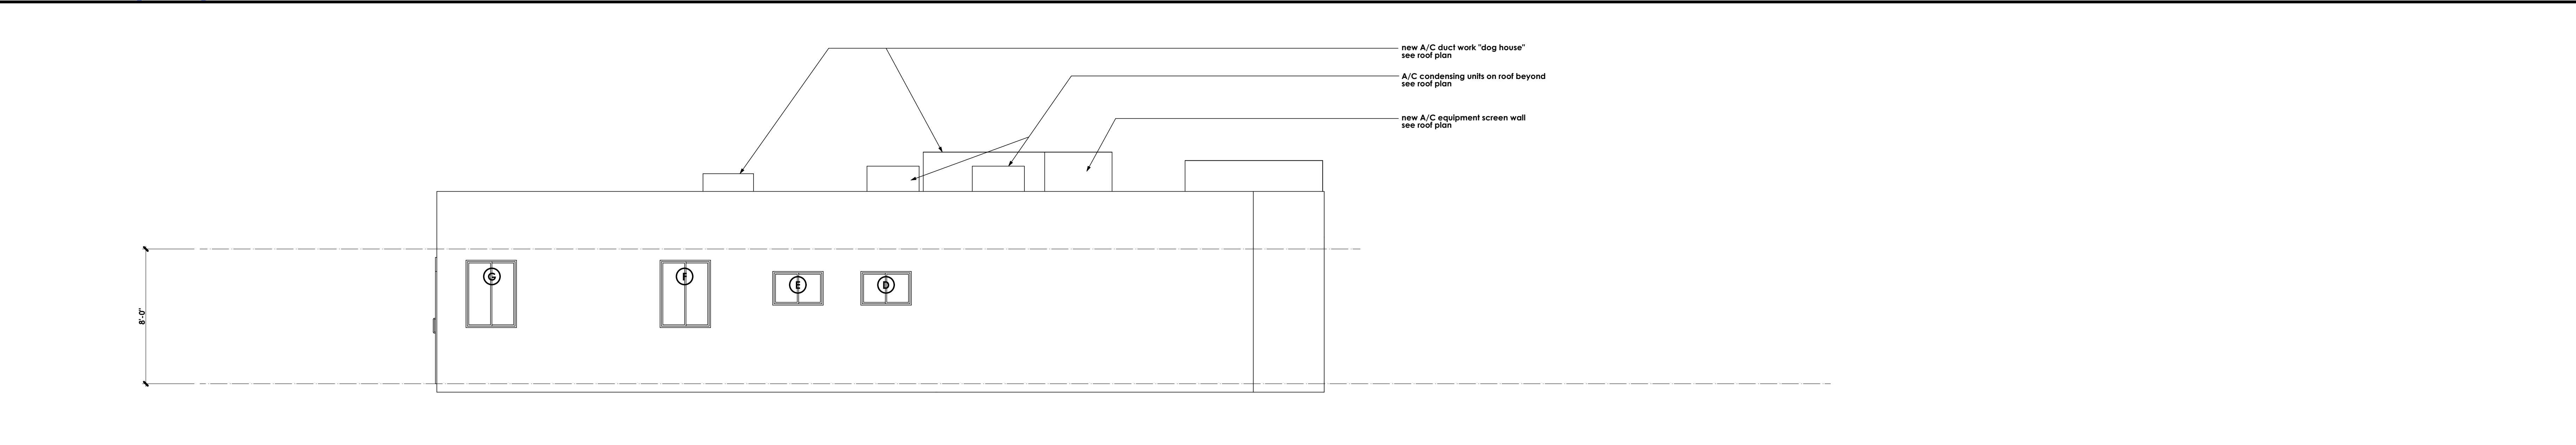 new A/C duct work "dog house"
see roof plan
A/C condensing units on roof beyond
see roof plan
new A/C equipment screen wall
see roof plan
G
F
E
D
8'-0"